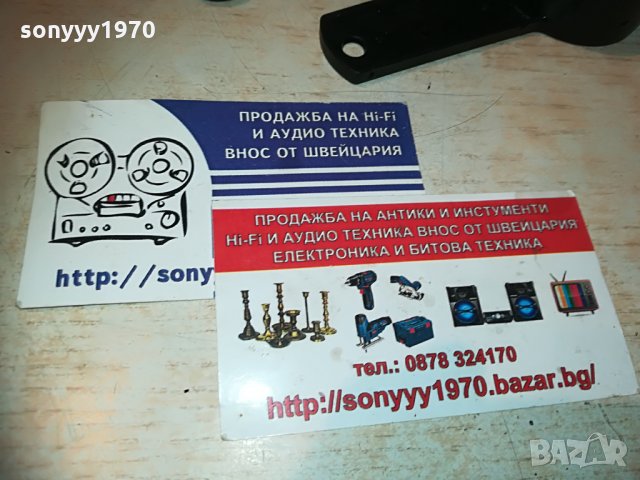 sonyyy1970
ПРОДАЖБА НА Hi-Fi
И АУДИО ТЕХНИКА
ВНОС ОТ ШВЕЙЦАРИЯ
http://sony
ПРОДАЖБА НА АНТИКИ И ИНСТУМЕНТИ
Hi-Fi И АУДИО ТЕХНИКА ВНОС ОТ ШВЕЙЦАРИЯ
ЕЛЕКТРОНИКА И БИТОВА ТЕХНИКА
тел.: 0878 324170
http://sonyyy1970.bazar.bg/
BAZAR